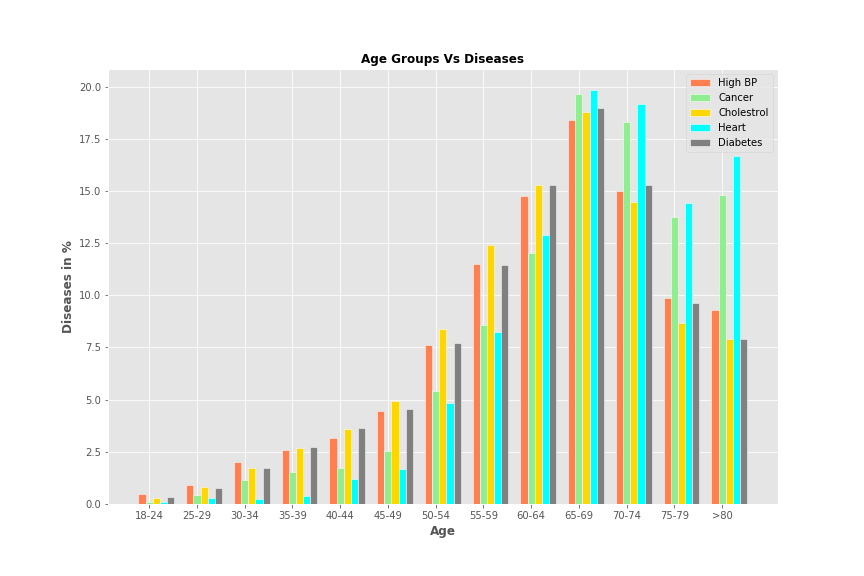 Age Groups Vs Diseases
High BP
Cancer
Cholestrol
Heart
Diabetes
Diseases in %
20.0
17.5
15.0
12.5
10.0
7.5
5.0
2.5
0.0
18-24 25-29 30-34 35-39 40-44 45-49 50-54 55-59 60-64 65-69 70-74 75-79 >80
Age